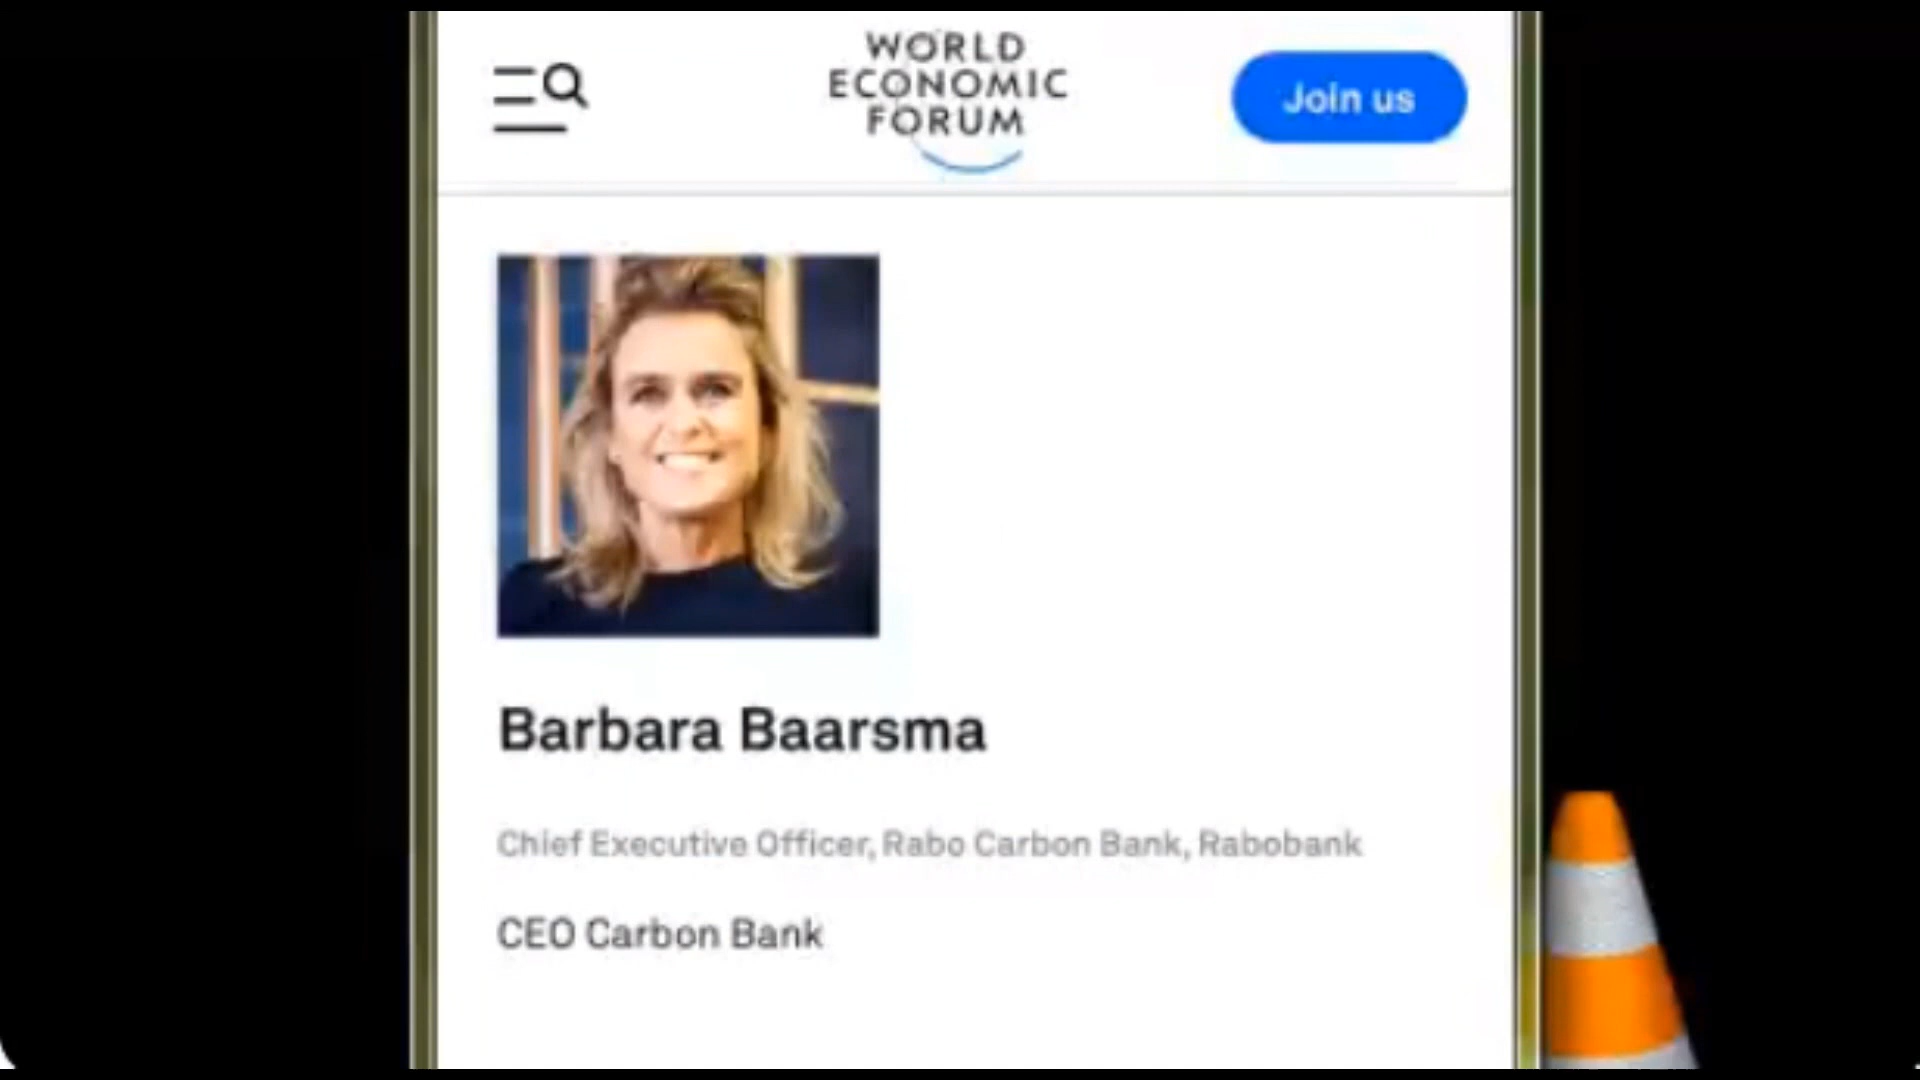 WORLD
ECONOMIC
FORUM
Join us
Barbara Baarsma
Chief Executive Officer, Rabo Carbon Bank, Rabobank
CEO Carbon Bank